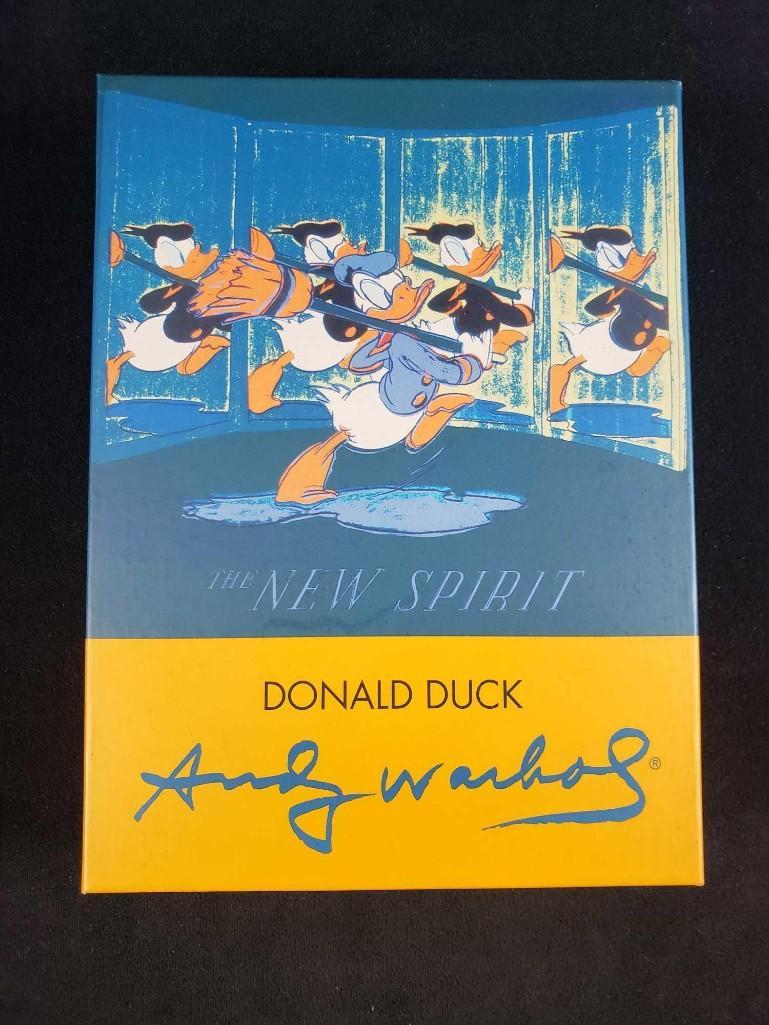 THE NEW SPIRIT
DONALD DUCK
Andy Warhol ®